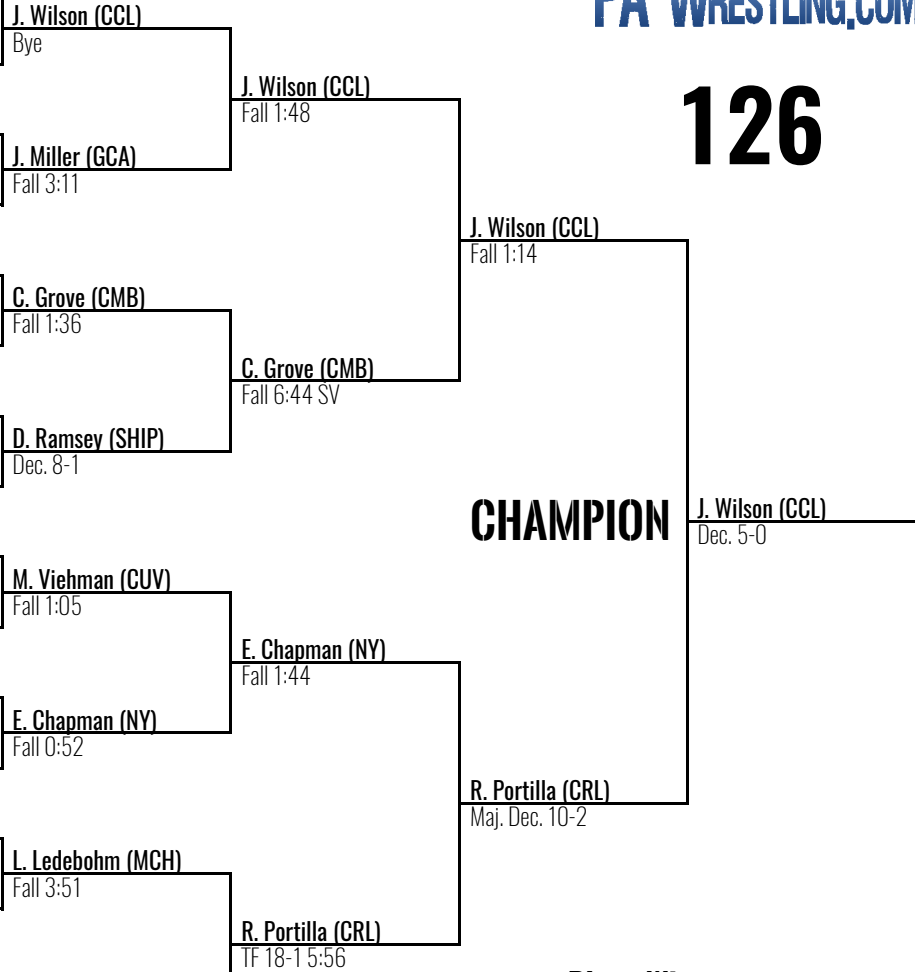 J. Wilson (CCL)
Bye
PA WRESTLING.COM
J. Wilson (CCL)
Fall 1:48
126
J. Miller (GCA)
Fall 3:11
J. Wilson (CCL)
Fall 1:14
C. Grove (CMB)
Fall 1:36
C. Grove (CMB)
Fall 6:44 SV
D. Ramsey (SHIP)
Dec. 8-1
CHAMPION
J. Wilson (CCL)
Dec. 5-0
M. Viehman (CUV)
Fall 1:05
E. Chapman (NY)
Fall 1:44
E. Chapman (NY)
Fall 0:52
R. Portilla (CRL)
Maj. Dec. 10-2
L. Ledebohm (MCH)
Fall 3:51
R. Portilla (CRL)
TF 18-1 5:56